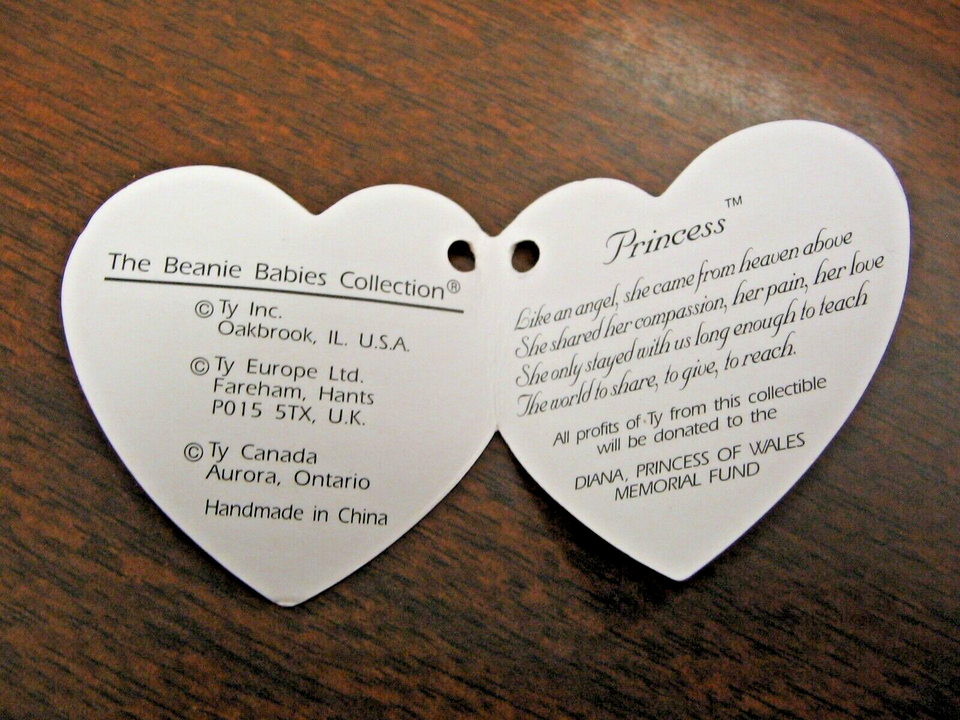 The Beanie Babies Collection®
© Ty Inc.
Oakbrook, IL. U.S.A.
© Ty Europe Ltd.
Fareham, Hants
P015 5TX, U.K.
© Ty Canada
Aurora, Ontario
Handmade in China
Princess™
Like an angel, she came from heaven above
She shared her compassion, her pain, her love
She only stayed with us long enough to teach
The world to share, to give, to reach.
All profits of Ty from this collectible
will be donated to the
DIANA, PRINCESS OF WALES
MEMORIAL FUND